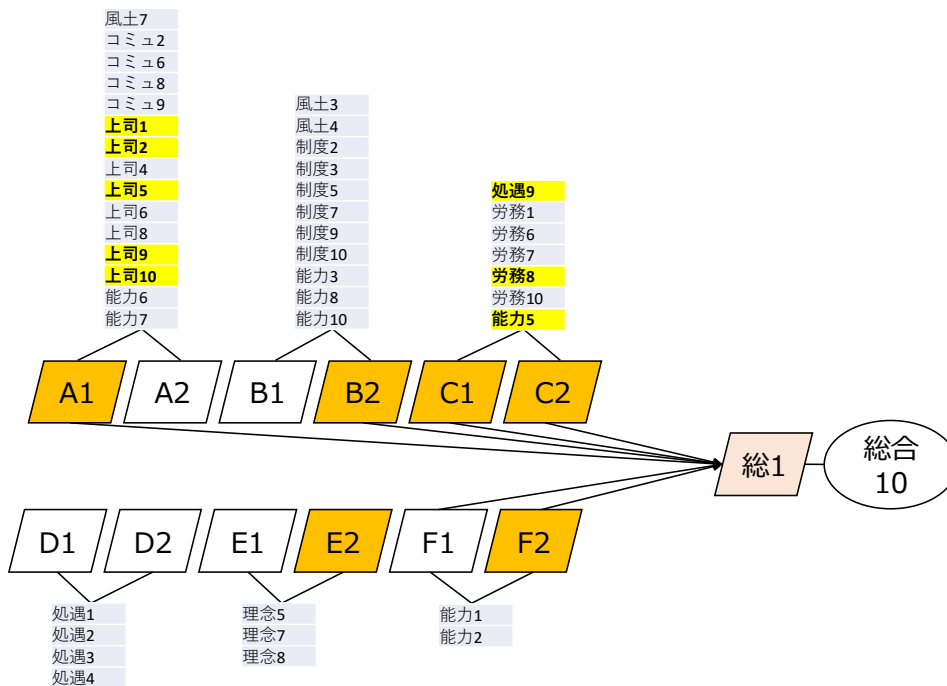 風土7
コミュ2
コミュ6
コミュ8
コミュ9
上司1
上司2
上司4
上司5
上司6
上司8
上司9
上司10
能力6
能力7
風土3
風土4
制度2
制度3
制度5
制度7
制度9
制度10
能力3
能力8
能力10
処遇9
労務1
労務6
労務7
労務8
労務10
能力5
A1
A2
B1
B2
C1
C2
総1
総合
10
D1
D2
E1
E2
F1
F2
処遇1
処遇2
処遇3
処遇4
理念5
理念7
理念8
能力1
能力2